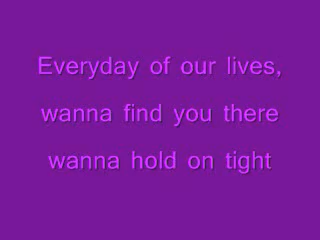 Everyday of our lives,
wanna find you there
wanna hold on tight